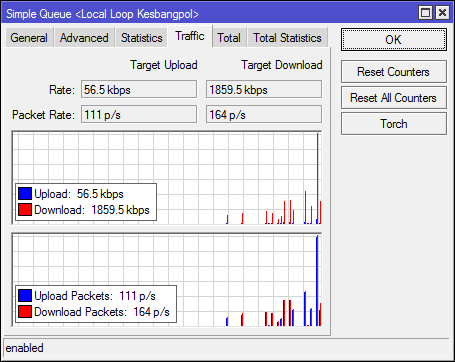 Simple Queue <Local Loop Kesbangpol>
General Advanced Statistics Traffic Total Total Statistics
OK
Reset Counters
Reset All Counters
Torch
Target Upload Target Download
Rate: 56.5 kbps 1859.5 kbps
Packet Rate: 111 p/s 164 p/s
Upload: 56.5 kbps
Download: 1859.5 kbps
Upload Packets: 111 p/s
Download Packets: 164 p/s
enabled